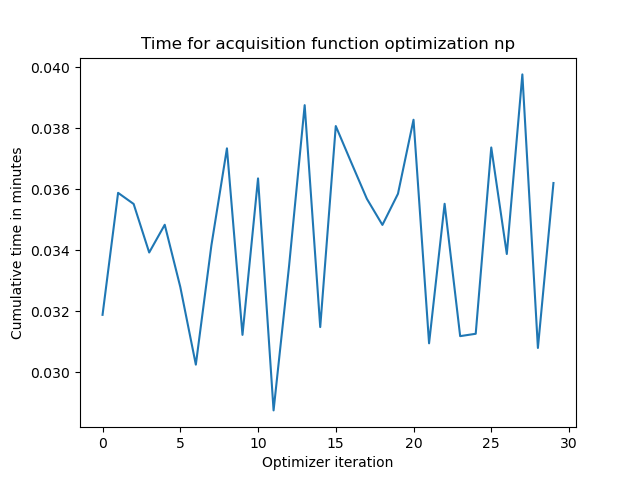 Time for acquisition function optimization np
0.040
0.038
0.036
0.034
0.032
0.030
Cumulative time in minutes
0 5 10 15 20 25 30
Optimizer iteration